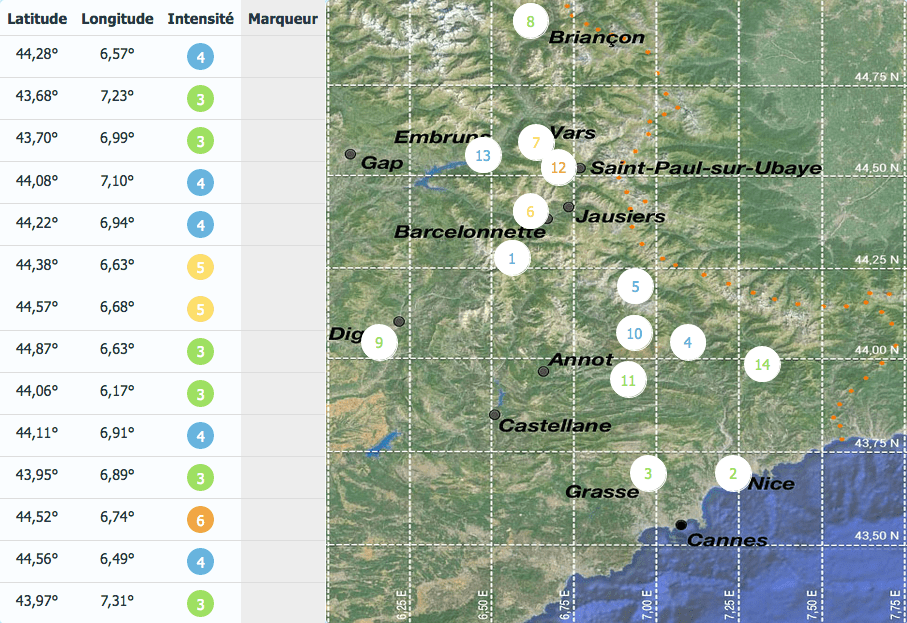 Latitude Longitude Intensité Marqueur
44,28° 6,57° 4
43,68° 7,23° 3
43,70° 6,99° 3
44,08° 7,10° 4
44,22° 6,94° 4
44,38° 6,63° 5
44,57° 6,68° 5
44,87° 6,63° 3
44,06° 6,17° 3
44,11° 6,91° 4
43,95° 6,89° 3
44,52° 6,74° 6
44,56° 6,49° 4
43,97° 7,31° 3
8
Briançon
44,75 N
Embruns
7
Vars
13
Gap
12
Saint-Paul-sur-Ubaye
44,50 N
6
Jausiers
Barcelonnette
1
44,25 N
5
Dig
9
10
4
44,00 N
Annot
11
14
Castellane
43,75 N
3
2
Grasse
Nice
Cannes
43,50 N
6,25 E
6,50 E
6,75 E
7,00 E
7,25 E
7,50 E
7,75 E